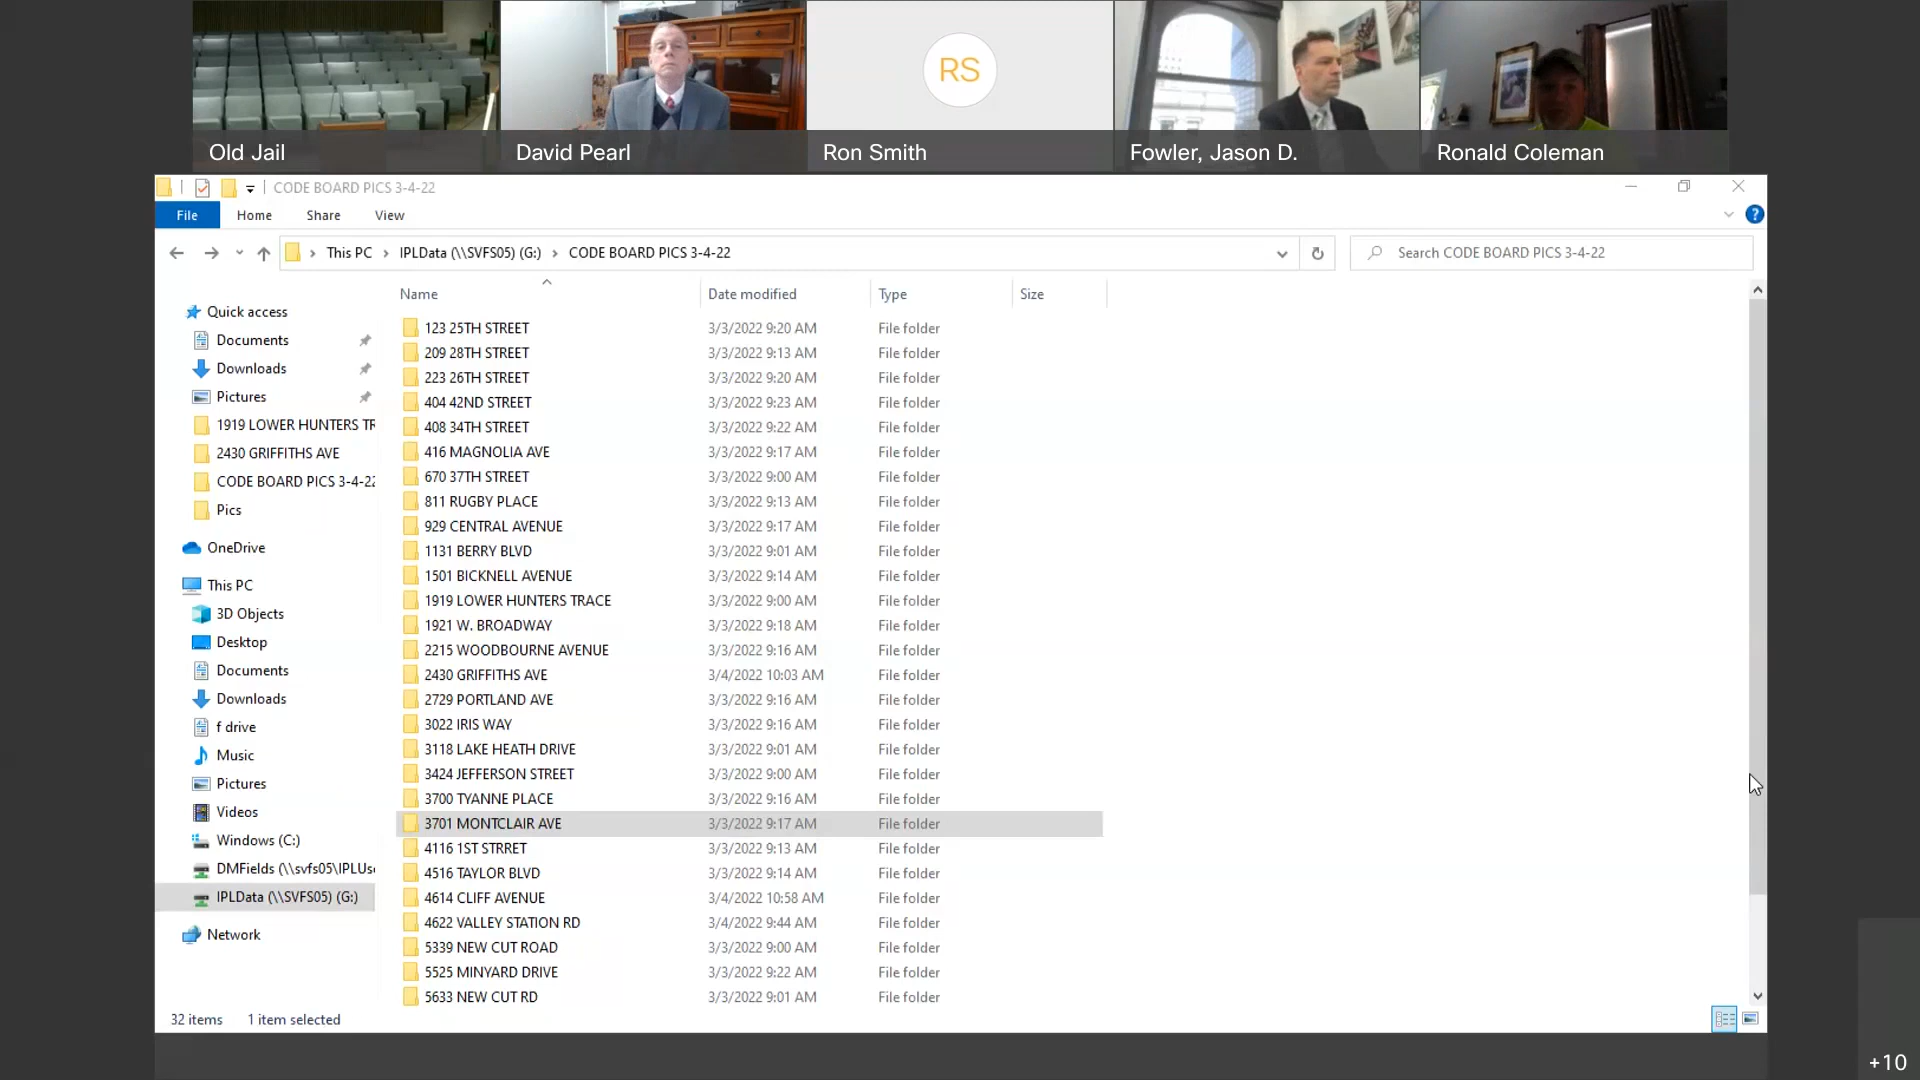 RS
Old Jail
David Pearl
Ron Smith
Fowler, Jason D.
Ronald Coleman
CODE BOARD PICS 3-4-22
File Home Share View
This PC IPLData (\\SVFS05) (G:) CODE BOARD PICS 3-4-22
Search CODE BOARD PICS 3-4-22
Name Date modified Type Size
Quick access
Documents
Downloads
Pictures
1919 LOWER HUNTERS TR
2430 GRIFFITHS AVE
CODE BOARD PICS 3-4-22
Pics
OneDrive
This PC
3D Objects
Desktop
Documents
Downloads
f drive
Music
Pictures
Videos
Windows (C:)
DMFields (\\svfs05\IPLUs
IPLData (\\SVFS05) (G:)
Network
123 25TH STREET 3/3/2022 9:20 AM File folder
209 28TH STREET 3/3/2022 9:13 AM File folder
223 26TH STREET 3/3/2022 9:20 AM File folder
404 42ND STREET 3/3/2022 9:23 AM File folder
408 34TH STREET 3/3/2022 9:22 AM File folder
416 MAGNOLIA AVE 3/3/2022 9:17 AM File folder
670 37TH STREET 3/3/2022 9:00 AM File folder
811 RUGBY PLACE 3/3/2022 9:13 AM File folder
929 CENTRAL AVENUE 3/3/2022 9:17 AM File folder
1131 BERRY BLVD 3/3/2022 9:01 AM File folder
1501 BICKNELL AVENUE 3/3/2022 9:14 AM File folder
1919 LOWER HUNTERS TRACE 3/3/2022 9:00 AM File folder
1921 W. BROADWAY 3/3/2022 9:18 AM File folder
2215 WOODBOURNE AVENUE 3/3/2022 9:16 AM File folder
2430 GRIFFITHS AVE 3/4/2022 10:03 AM File folder
2729 PORTLAND AVE 3/3/2022 9:16 AM File folder
3022 IRIS WAY 3/3/2022 9:16 AM File folder
3118 LAKE HEATH DRIVE 3/3/2022 9:01 AM File folder
3424 JEFFERSON STREET 3/3/2022 9:00 AM File folder
3700 TYANNE PLACE 3/3/2022 9:16 AM File folder
3701 MONTCLAIR AVE 3/3/2022 9:17 AM File folder
4116 1ST STRRET 3/3/2022 9:13 AM File folder
4516 TAYLOR BLVD 3/3/2022 9:14 AM File folder
4614 CLIFF AVENUE 3/4/2022 10:58 AM File folder
4622 VALLEY STATION RD 3/4/2022 9:44 AM File folder
5339 NEW CUT ROAD 3/3/2022 9:00 AM File folder
5525 MINYARD DRIVE 3/3/2022 9:22 AM File folder
5633 NEW CUT RD 3/3/2022 9:01 AM File folder
32 items 1 item selected
+10